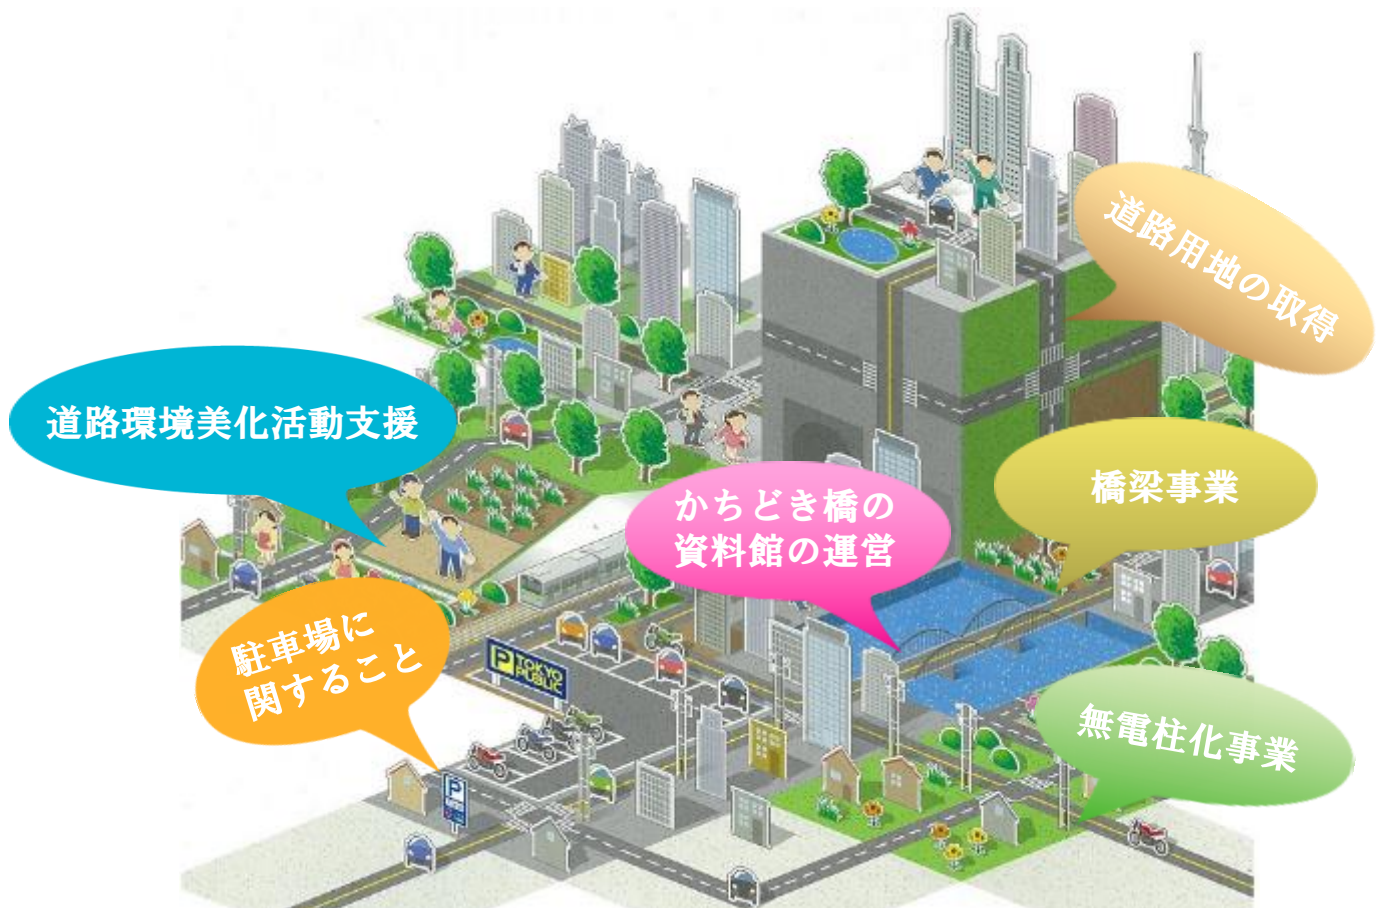 道路用地の取得
道路環境美化活動支援
橋梁事業
かちどき橋の
資料館の運営
駐車場に
関すること
P TOKYO
PUBLIC
無電柱化事業
P